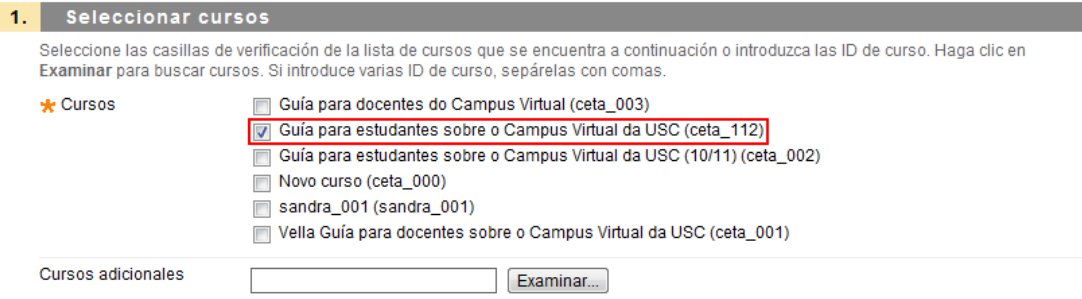 1. Seleccionar cursos
Seleccione las casillas de verificación de la lista de cursos que se encuentra a continuación o introduzca las ID de curso. Haga clic en
Examinar para buscar cursos. Si introduce varias ID de curso, sepárelas con comas.
Cursos
Guía para docentes do Campus Virtual (ceta_003)
Guía para estudantes sobre o Campus Virtual da USC (ceta_112)
Guía para estudantes sobre o Campus Virtual da USC (10/11) (ceta_002)
Novo curso (ceta_000)
sandra_001 (sandra_001)
Vella Guía para docentes sobre o Campus Virtual da USC (ceta_001)
Cursos adicionales
Examinar...